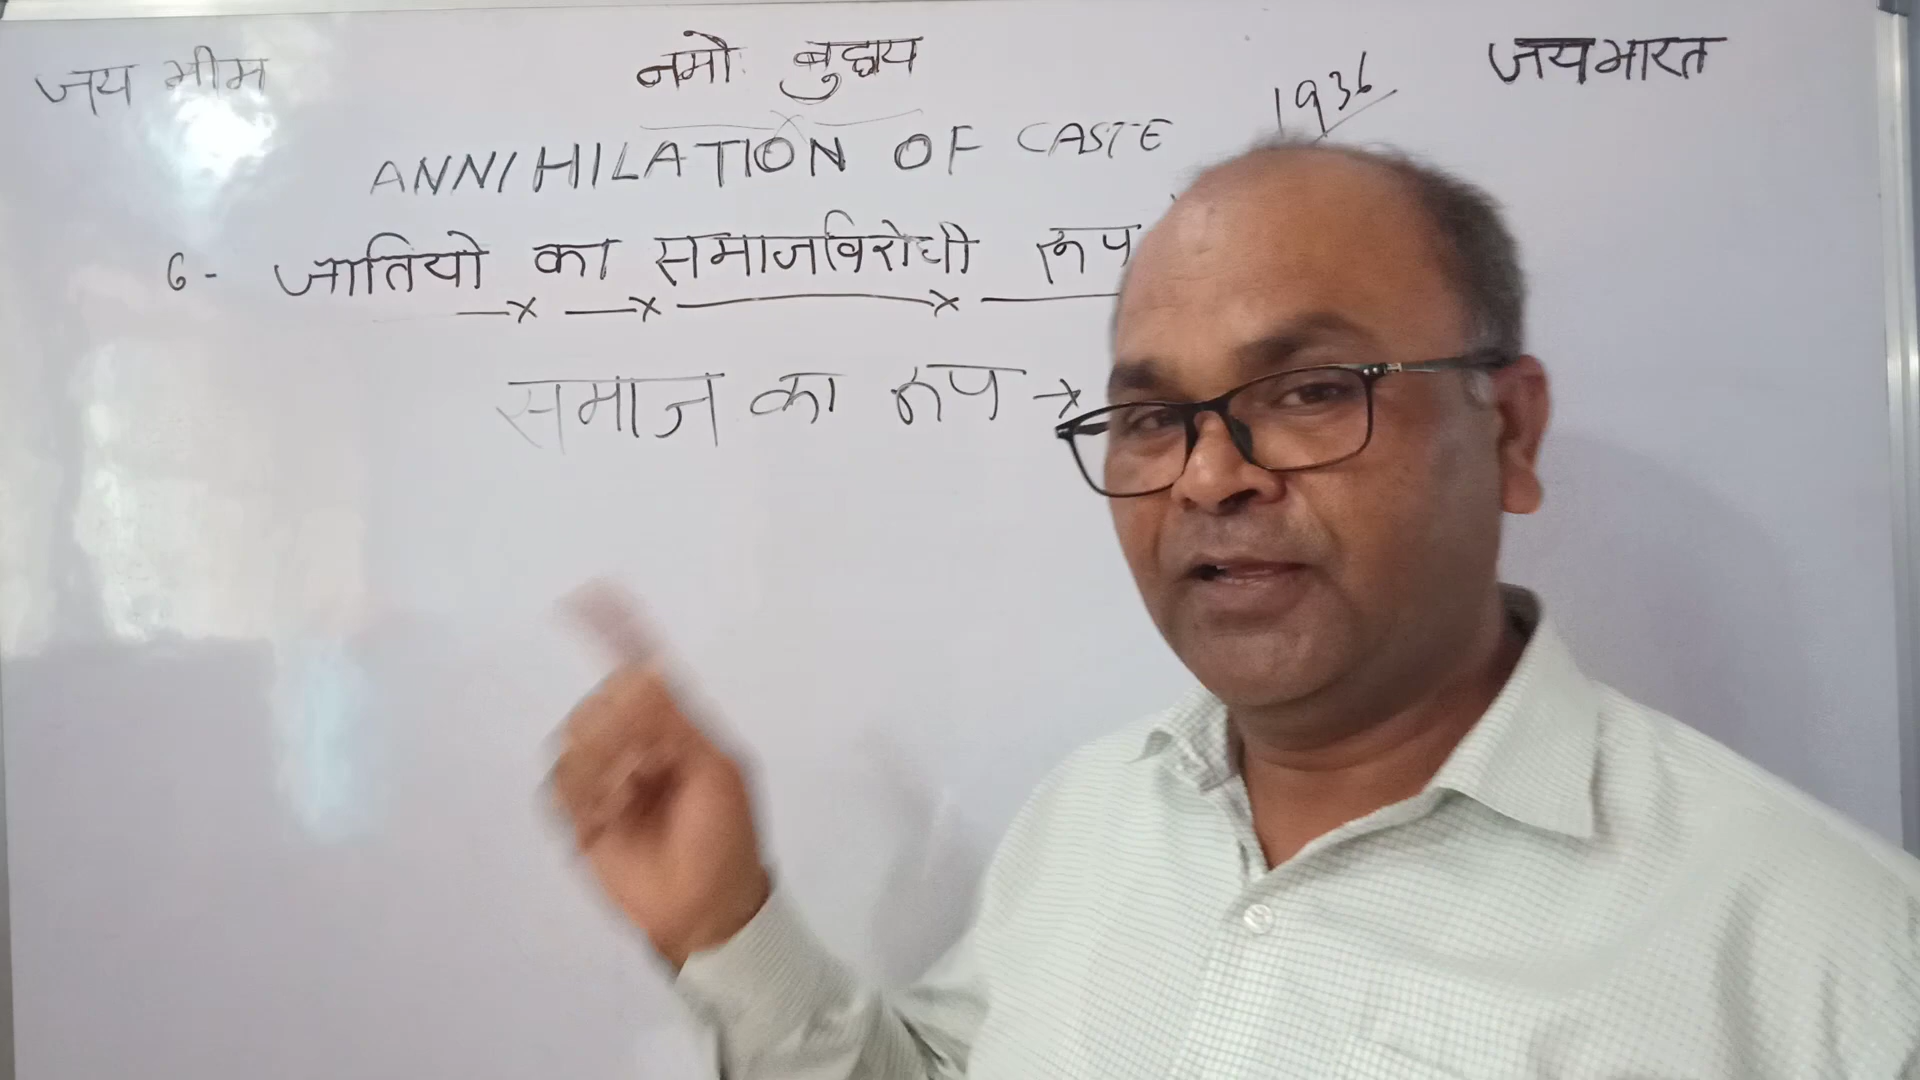 जय भीम नमोः बुद्धाय जयभारत
1936
ANNIHILATION OF CASTE
6- जातियो का समाजविरोधी रूप
समाज का रूप →